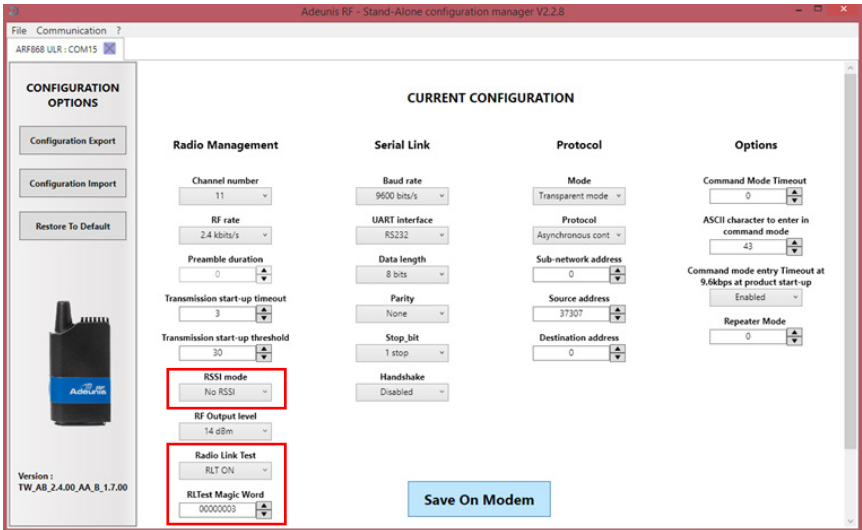 Adeunis RF - Stand-Alone configuration manager V2.2.8
File Communication ?
ARF868 ULR : COM15
CONFIGURATION
OPTIONS
Configuration Export
Configuration Import
Restore To Default
Adeunis RF
Version :
TW_AB_2.4.00_AA_B_1.7.00
CURRENT CONFIGURATION
Radio Management
Channel number
11
RF rate
2.4 kbits/s
Preamble duration
0
Transmission start-up timeout
3
Transmission start-up threshold
30
RSSI mode
No RSSI
RF Output level
14 dBm
Radio Link Test
RLT ON
RLTest Magic Word
00000003
Serial Link
Baud rate
9600 bits/s
UART interface
RS232
Data length
8 bits
Parity
None
Stop_bit
1 stop
Handshake
Disabled
Protocol
Mode
Transparent mode
Protocol
Asynchronous cont
Sub-network address
0
Source address
37307
Destination address
0
Options
Command Mode Timeout
0
ASCII character to enter in
command mode
43
Command mode entry Timeout at
9,6kbps at product start-up
Enabled
Repeater Mode
0
Save On Modem